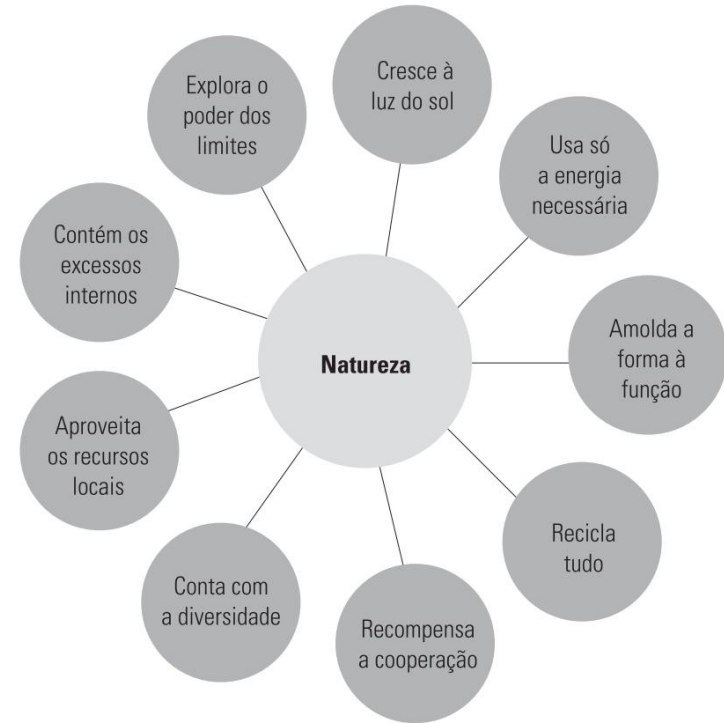 Cresce à
luz do sol
Usa só
a energia
necessária
Amolda a
forma à
função
Recicla
tudo
Recompensa
a cooperação
Conta com
a diversidade
Aproveita
os recursos
locais
Contém os
excessos
internos
Explora o
poder dos
limites
Natureza